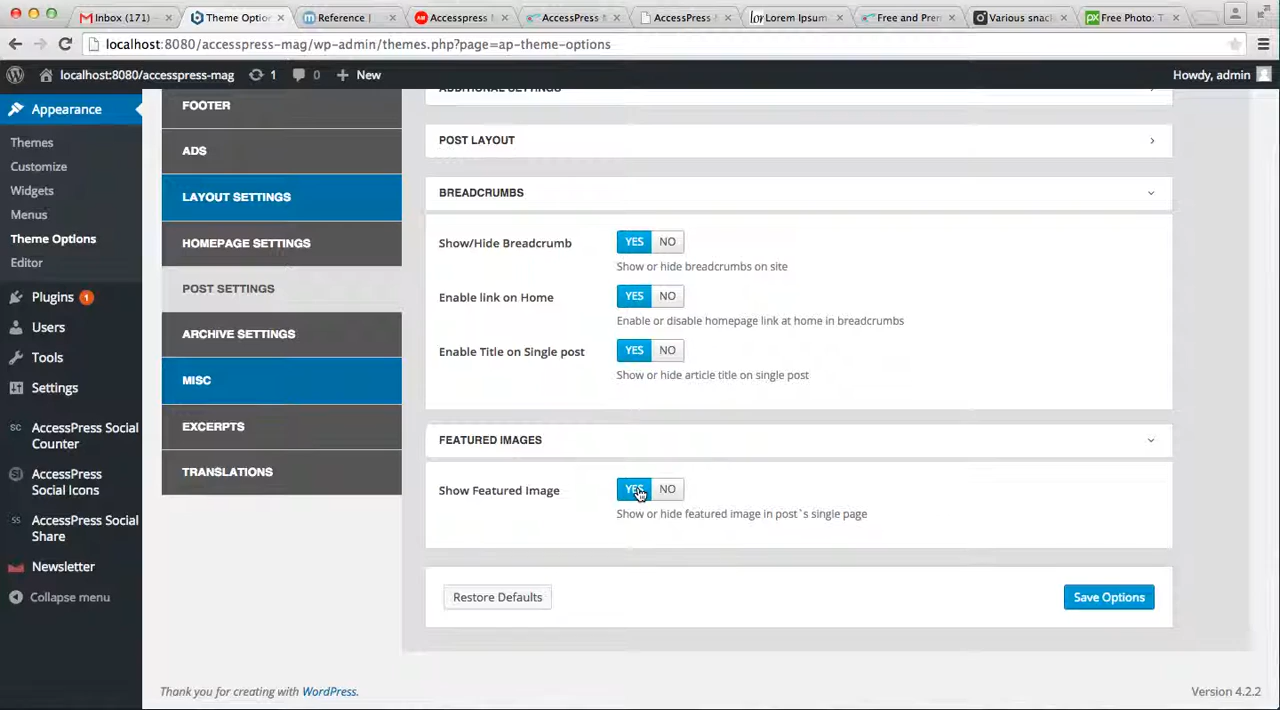 Inbox (171)
Theme Optio
Reference |
Accesspress
AccessPress
AccessPress
Lorem Ipsum
Free and Pren
Various snac
Free Photo: T
localhost:8080/accesspress-mag/wp-admin/themes.php?page=ap-theme-options
localhost:8080/accesspress-mag 1 0 New
Howdy, admin
Appearance
Themes
Customize
Widgets
Menus
Theme Options
Editor
Plugins 1
Users
Tools
Settings
SC AccessPress Social
Counter
AccessPress
Social Icons
SS AccessPress Social
Share
Newsletter
Collapse menu
FOOTER
ADS
LAYOUT SETTINGS
HOMEPAGE SETTINGS
POST SETTINGS
ARCHIVE SETTINGS
MISC
EXCERPTS
TRANSLATIONS
ADDITIONAL SETTINGS
POST LAYOUT
BREADCRUMBS
Show/Hide Breadcrumb YES NO
Show or hide breadcrumbs on site
Enable link on Home YES NO
Enable or disable homepage link at home in breadcrumbs
Enable Title on Single post YES NO
Show or hide article title on single post
FEATURED IMAGES
Show Featured Image YES NO
Show or hide featured image in post`s single page
Restore Defaults
Save Options
Thank you for creating with WordPress.
Version 4.2.2